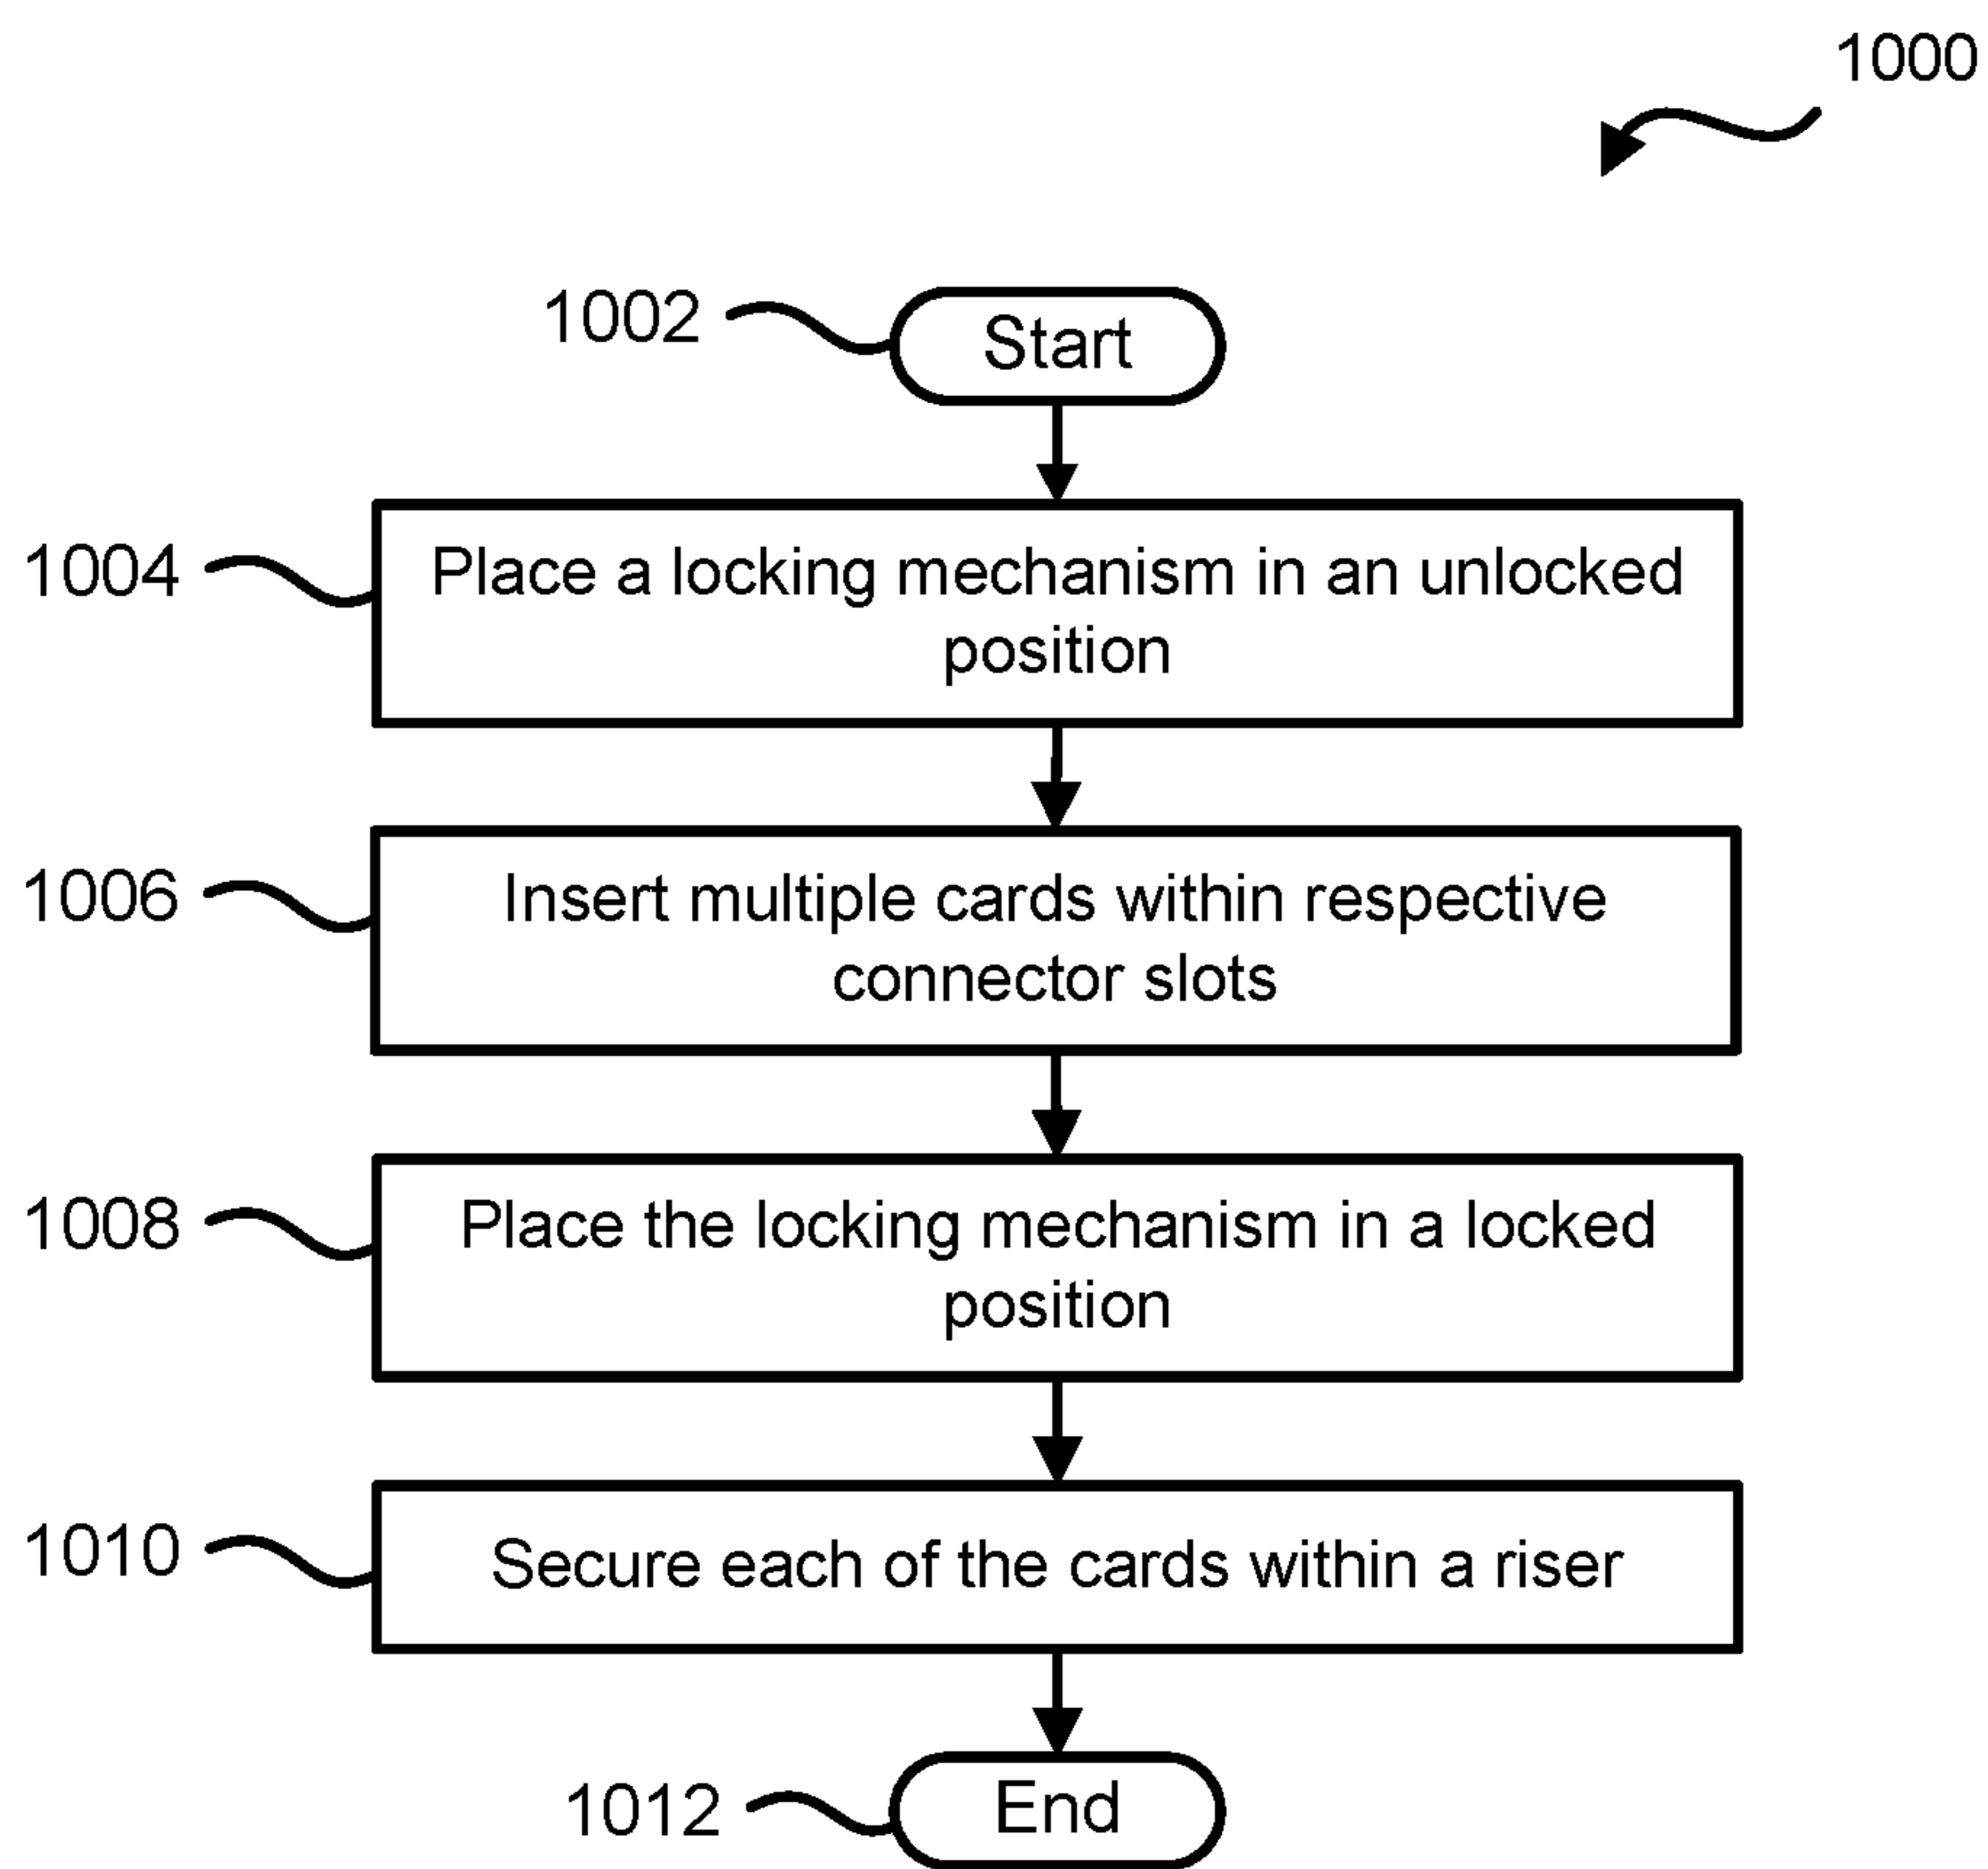 1000
1002
Start
1004
Place a locking mechanism in an unlocked
position
1006
Insert multiple cards within respective
connector slots
1008
Place the locking mechanism in a locked
position
1010
Secure each of the cards within a riser
1012
End